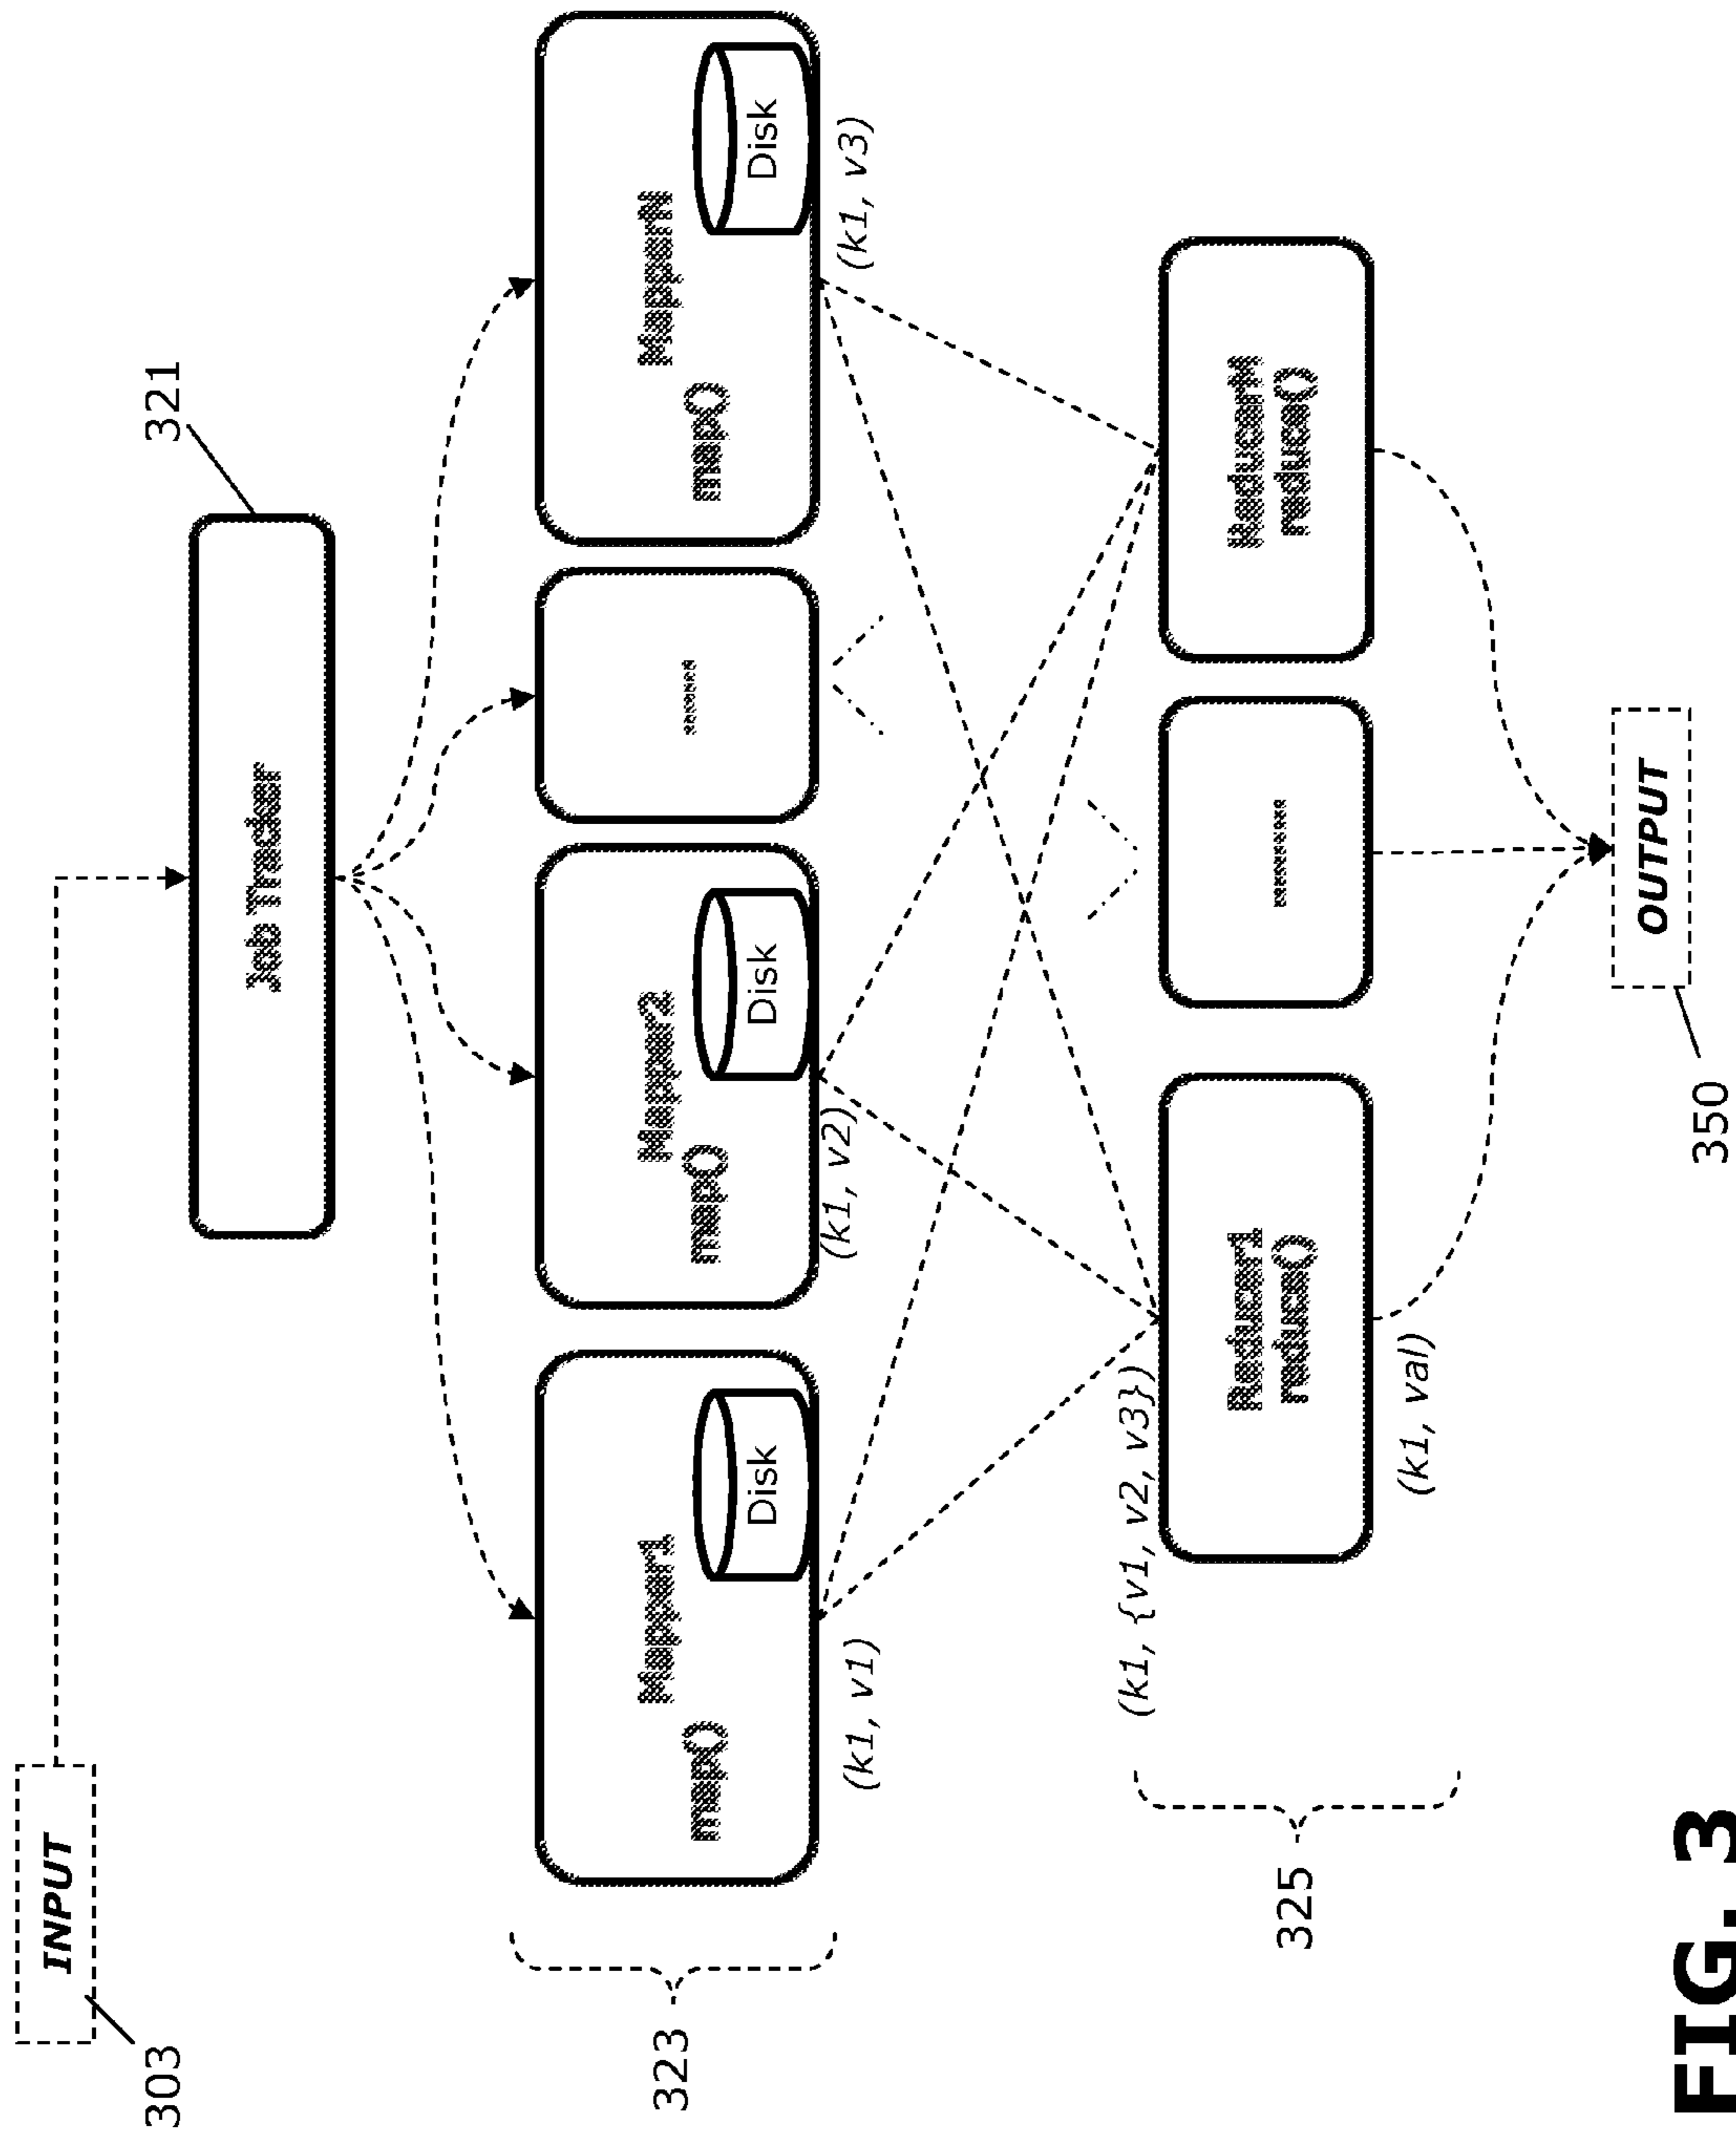 INPUT
303
321
Job Tracker
323
Mapper1
map()
Disk
(k1, v1)
Mapper2
map()
Disk
(k1, v2)
.......
MapperN
map()
Disk
(k1, v3)
325
(k1, {v1, v2, v3})
Reducer1
reduce()
(k1, val)
.........
ReducerM
reduce()
OUTPUT
350
FIG. 3